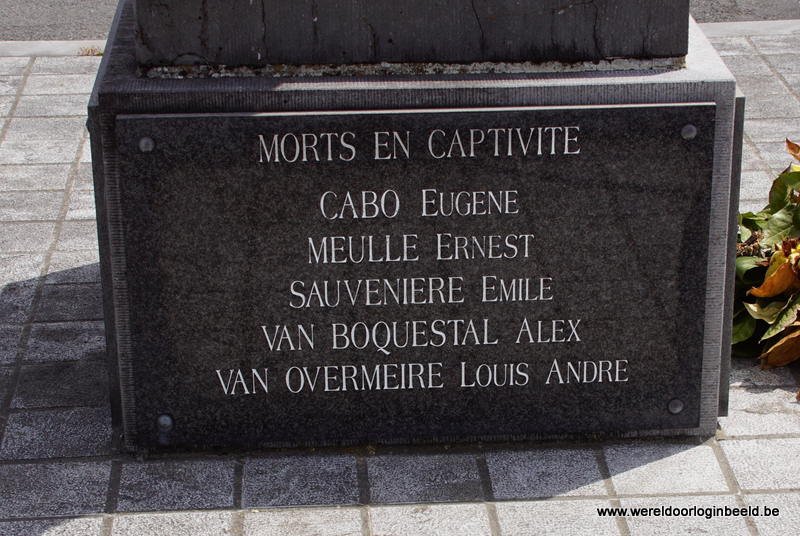 MORTS EN CAPTIVITE
CABO EUGENE
MEULLE ERNEST
SAUVENIERE EMILE
VAN BOQUESTAL ALEX
VAN OVERMEIRE LOUIS ANDRE
www.wereldoorloginbeeld.be